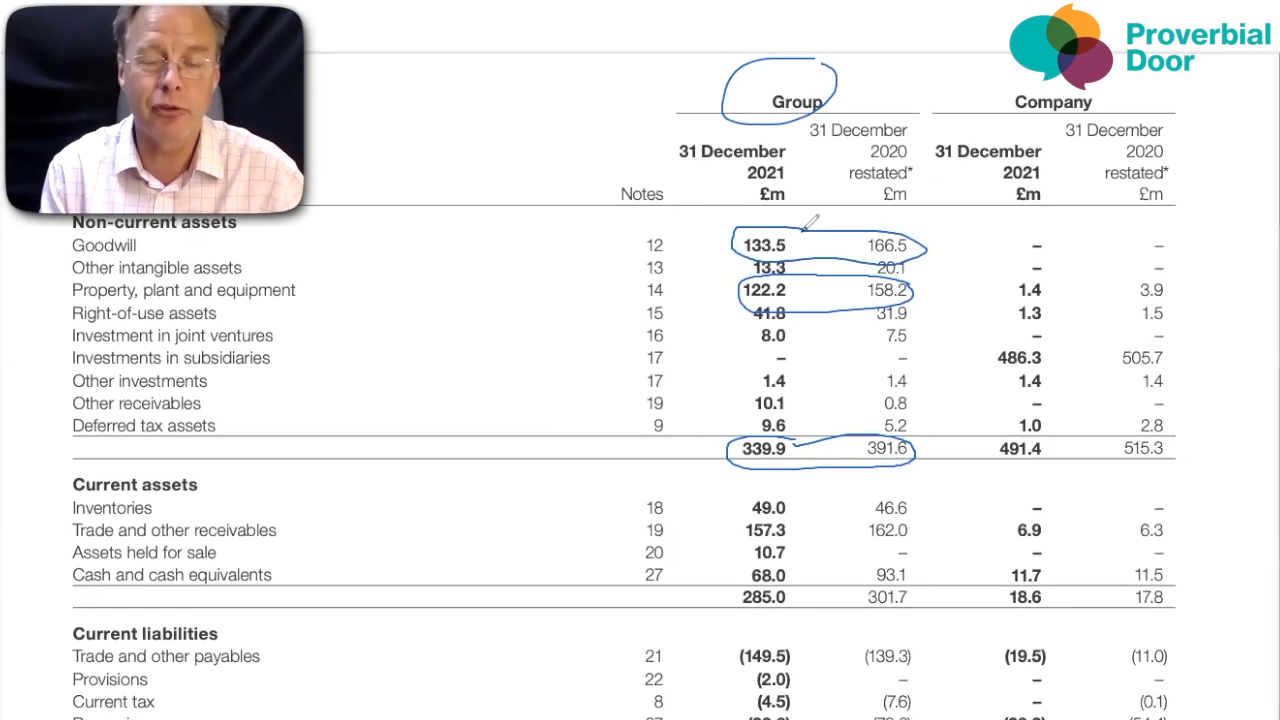 Proverbial
Door
Group Company
31 December 31 December
31 December 2020 31 December 2020
2021 restated* 2021 restated*
Notes £m £m £m £m
Non-current assets
Goodwill 12 133.5 166.5 – –
Other intangible assets 13 13.3 20.1 – –
Property, plant and equipment 14 122.2 158.2 1.4 3.9
Right-of-use assets 15 41.8 31.9 1.3 1.5
Investment in joint ventures 16 8.0 7.5 – –
Investments in subsidiaries 17 – – 486.3 505.7
Other investments 17 1.4 1.4 1.4 1.4
Other receivables 19 10.1 0.8 – –
Deferred tax assets 9 9.6 5.2 1.0 2.8
339.9 391.6 491.4 515.3
Current assets
Inventories 18 49.0 46.6 – –
Trade and other receivables 19 157.3 162.0 6.9 6.3
Assets held for sale 20 10.7 – – –
Cash and cash equivalents 27 68.0 93.1 11.7 11.5
285.0 301.7 18.6 17.8
Current liabilities
Trade and other payables 21 (149.5) (139.3) (19.5) (11.0)
Provisions 22 (2.0) – – –
Current tax 8 (4.5) (7.6) – (0.1)